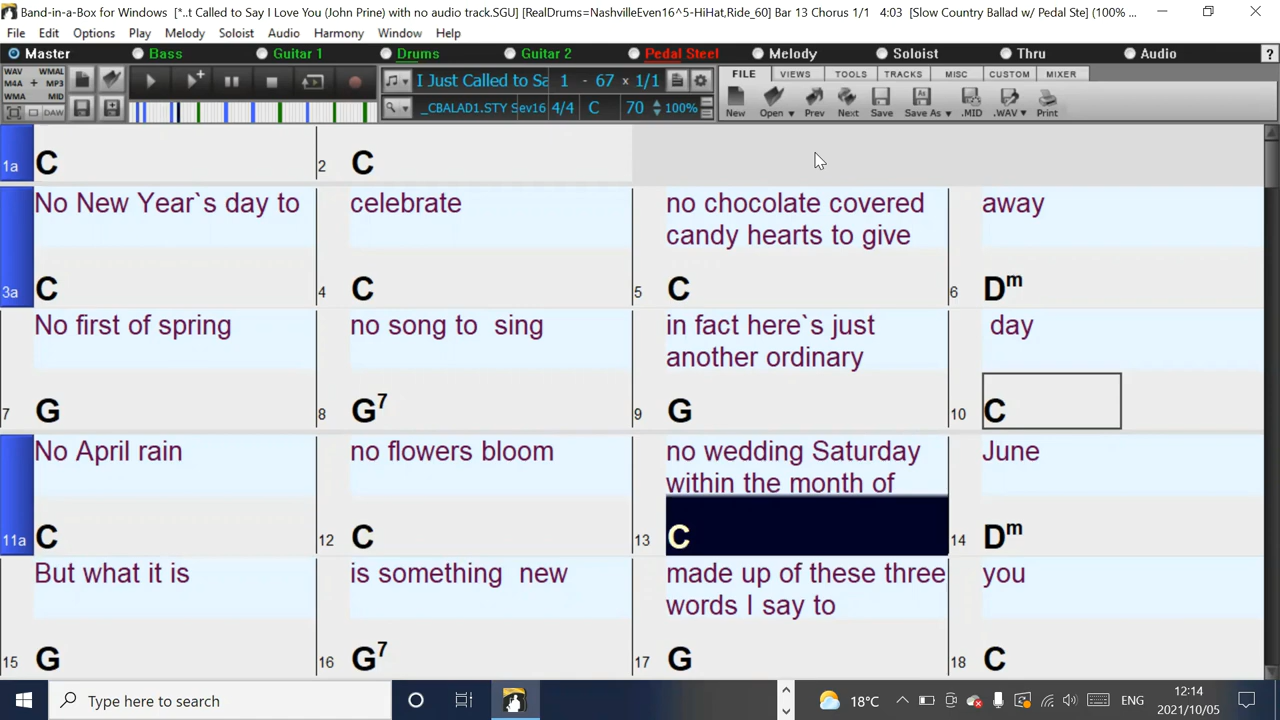 Band-in-a-Box for Windows [*..t Called to Say I Love You (John Prine) with no audio track.SGU] [RealDrums=NashvilleEven16^5-HiHat,Ride_60] Bar 13 Chorus 1/1 4:03 [Slow Country Ballad w/ Pedal Ste] (100% ...
File Edit Options Play Melody Soloist Audio Harmony Window Help
Master Bass Guitar 1 Drums Guitar 2 Pedal Steel Melody Soloist Thru Audio ?
WAV WMAL
M4A + MP3
WMA MID
DAW
I Just Called to Sa 1 - 67 x 1/1
_CBALAD1.STY Sev16 4/4 C 70 100%
FILE VIEWS TOOLS TRACKS MISC CUSTOM MIXER
New Open Prev Next Save Save As .MID .WAV Print
1a C 2 C
No New Year`s day to celebrate no chocolate covered away
candy hearts to give
3a C 4 C 5 C 6 Dm
No first of spring no song to sing in fact here`s just day
another ordinary
7 G 8 G7 9 G 10 C
No April rain no flowers bloom no wedding Saturday June
within the month of
11a C 12 C 13 C 14 Dm
But what it is is something new made up of these three you
words I say to
15 G 16 G7 17 G 18 C
Type here to search 18°C ENG 12:14
2021/10/05